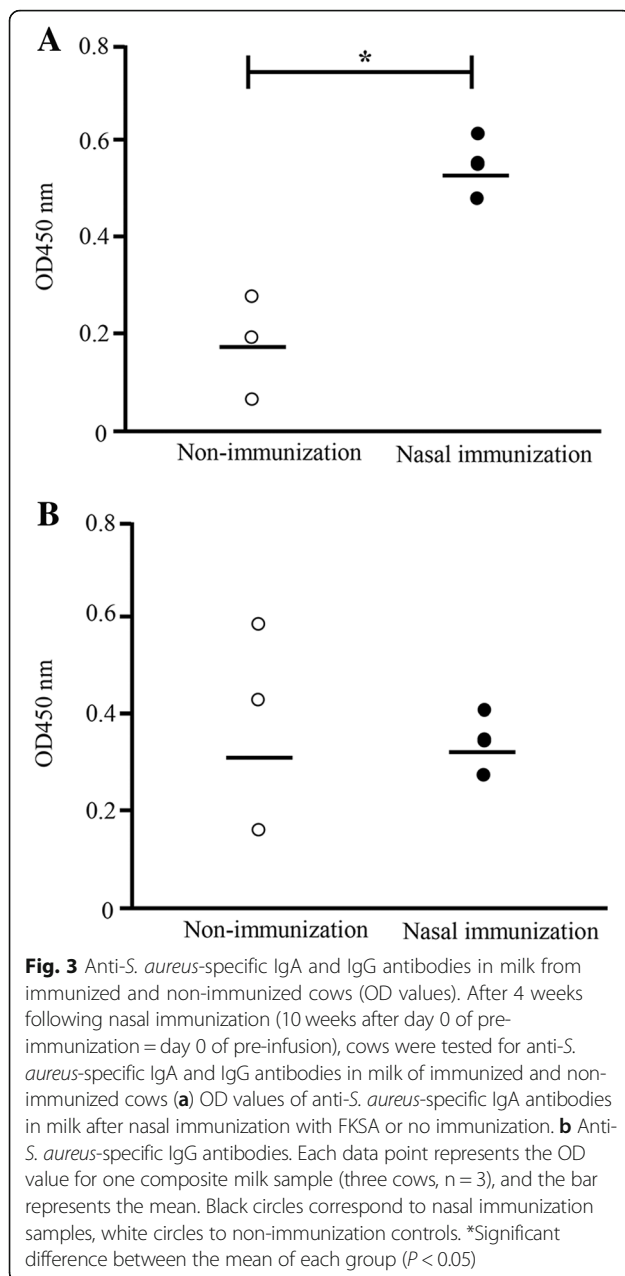 A
0.8
*
0.6
OD450 nm
0.4
0.2
0
Non-immunization Nasal immunization
B
0.8
0.6
OD450 nm
0.4
0.2
0
Non-immunization Nasal immunization
Fig. 3 Anti-S. aureus-specific IgA and IgG antibodies in milk from
immunized and non-immunized cows (OD values). After 4 weeks
following nasal immunization (10 weeks after day 0 of pre-
immunization = day 0 of pre-infusion), cows were tested for anti-S.
aureus-specific IgA and IgG antibodies in milk of immunized and non-
immunized cows (a) OD values of anti-S. aureus-specific IgA antibodies
in milk after nasal immunization with FKSA or no immunization. b Anti-
S. aureus-specific IgG antibodies. Each data point represents the OD
value for one composite milk sample (three cows, n = 3), and the bar
represents the mean. Black circles correspond to nasal immunization
samples, white circles to non-immunization controls. *Significant
difference between the mean of each group (P < 0.05)